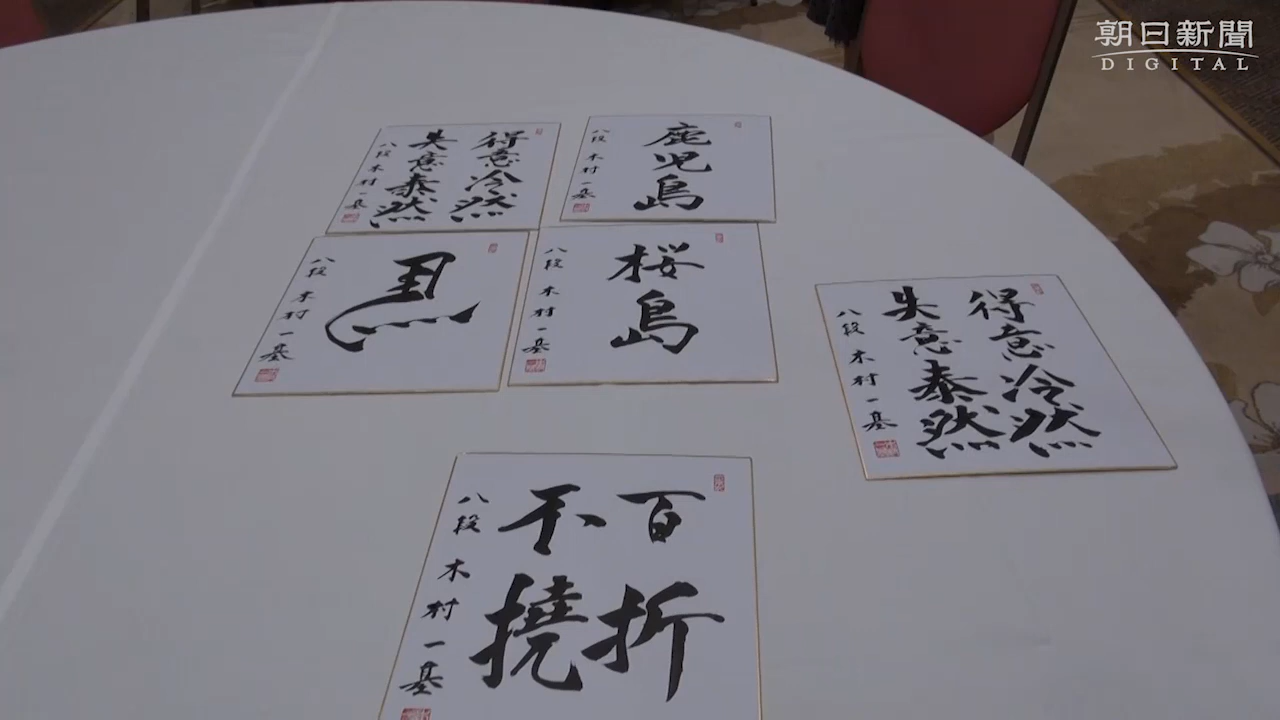 朝日新聞
DIGITAL
得意冷然
失意泰然
八段 木村一基
鹿児島
八段 木村一基
八段 木村一基
桜島
八段 木村一基
得意冷然
失意泰然
八段 木村一基
百折
不撓
八段 木村一基